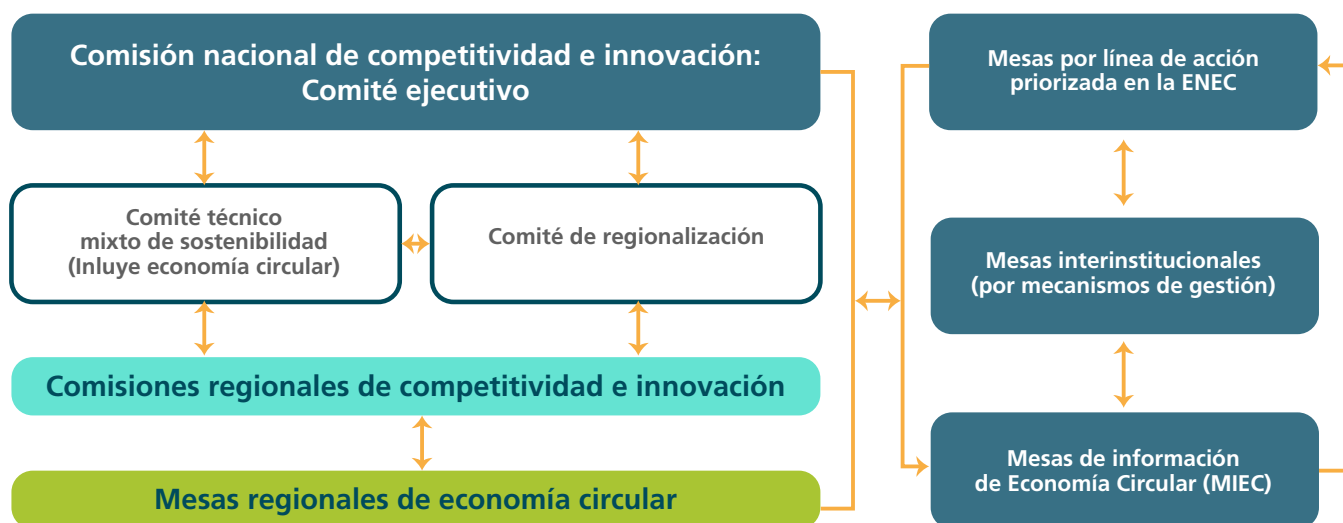 Comisión nacional de competitividad e innovación:
Comité ejecutivo
Comité técnico
mixto de sostenibilidad
(Inluye economía circular)
Comité de regionalización
Comisiones regionales de competitividad e innovación
Mesas regionales de economía circular
Mesas por línea de acción
priorizada en la ENEC
Mesas interinstitucionales
(por mecanismos de gestión)
Mesas de información
de Economía Circular (MIEC)